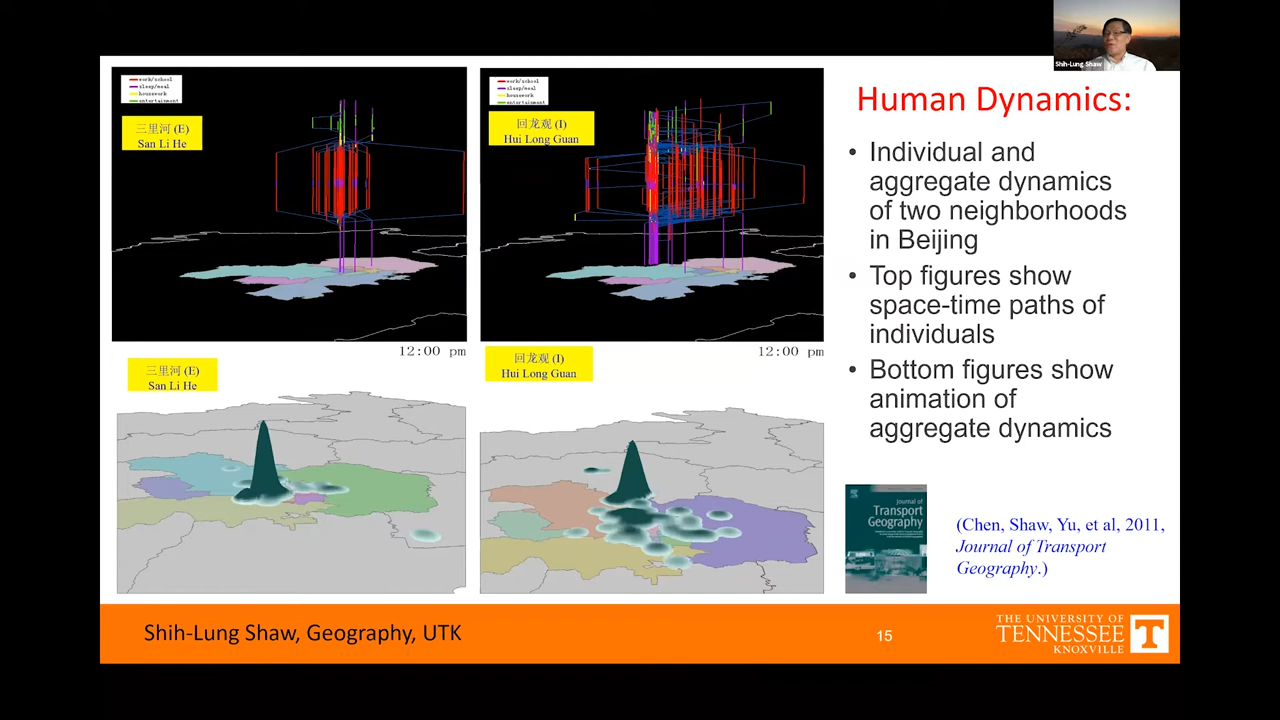 Shih-Lung Shaw
work/school
sleep/meal
housework
entertainment
三里河 (E)
San Li He
work/school
sleep/meal
housework
entertainment
回龙观 (I)
Hui Long Guan
12:00 pm
12:00 pm
三里河 (E)
San Li He
回龙观 (I)
Hui Long Guan
Human Dynamics:
• Individual and
aggregate dynamics
of two neighborhoods
in Beijing
• Top figures show
space-time paths of
individuals
• Bottom figures show
animation of
aggregate dynamics
Journal of
Transport
Geography
(Chen, Shaw, Yu, et al, 2011,
Journal of Transport
Geography.)
Shih-Lung Shaw, Geography, UTK
15
THE UNIVERSITY OF
TENNESSEE
KNOXVILLE
T